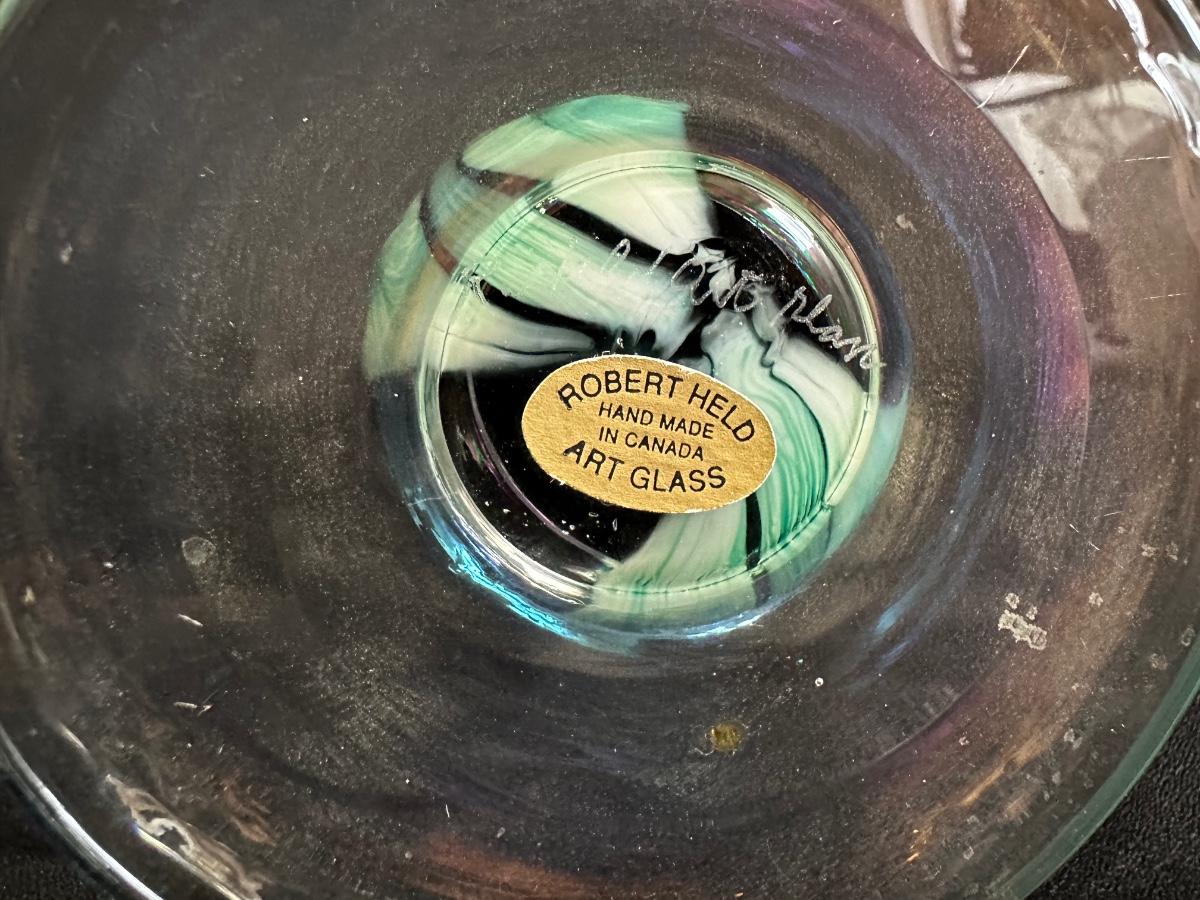 ROBERT HELD
HAND MADE
IN CANADA
ART GLASS